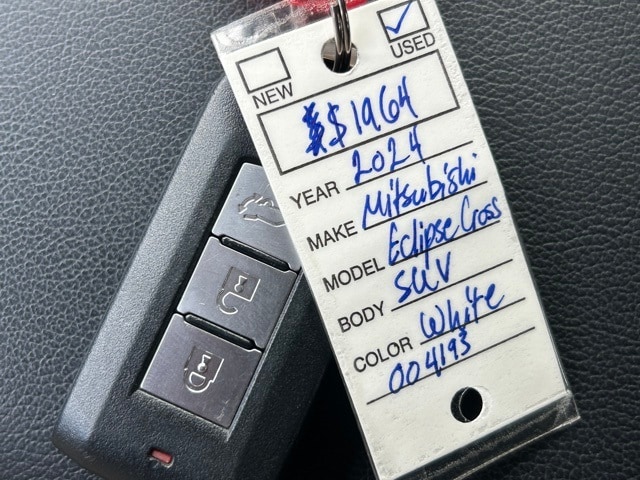 USED
NEW
$1964
YEAR 2024
MAKE Mitsubishi
MODEL Eclipse Cross
BODY SUV
COLOR White
004193